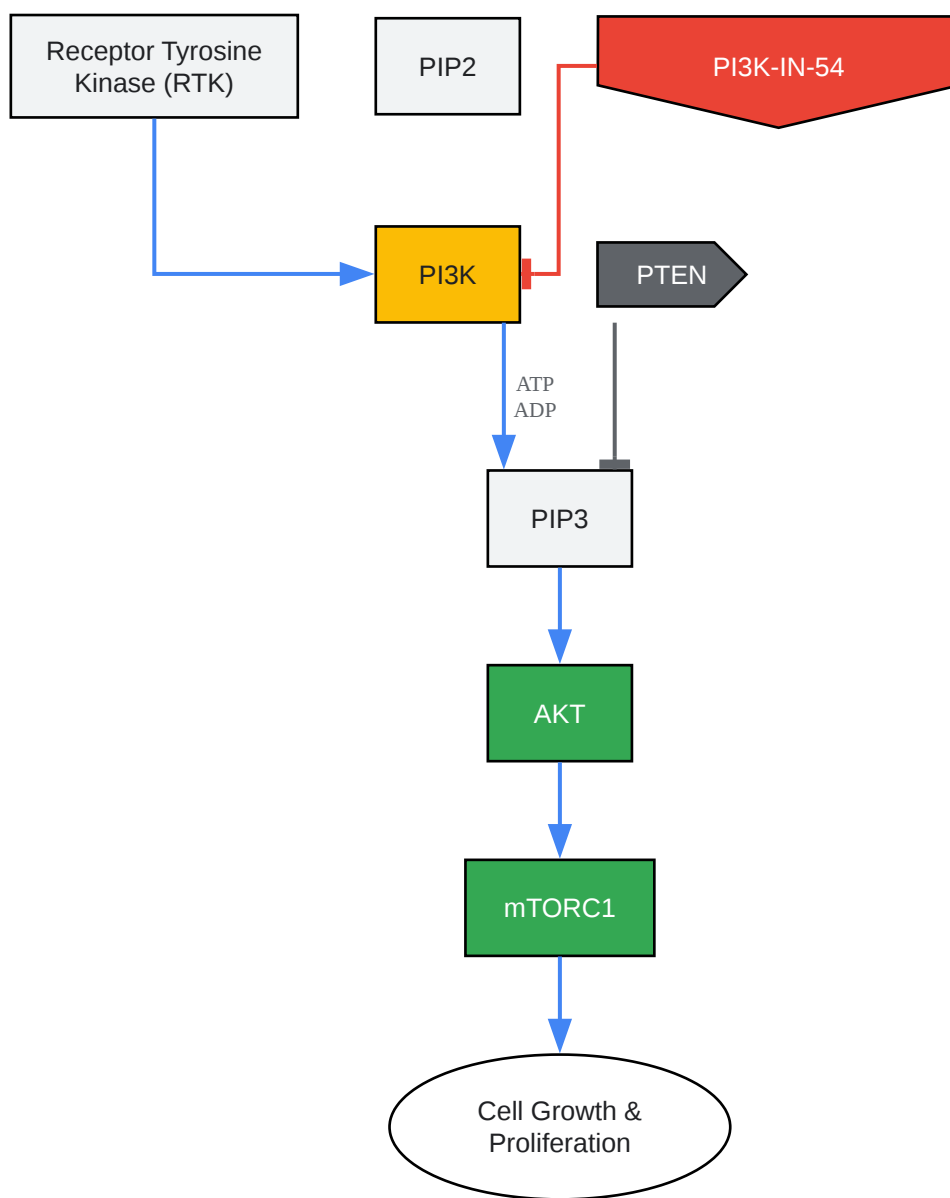 Receptor Tyrosine
Kinase (RTK)
PIP2
PI3K-IN-54
PI3K
PTEN
ATP
ADP
PIP3
AKT
mTORC1
Cell Growth &
Proliferation